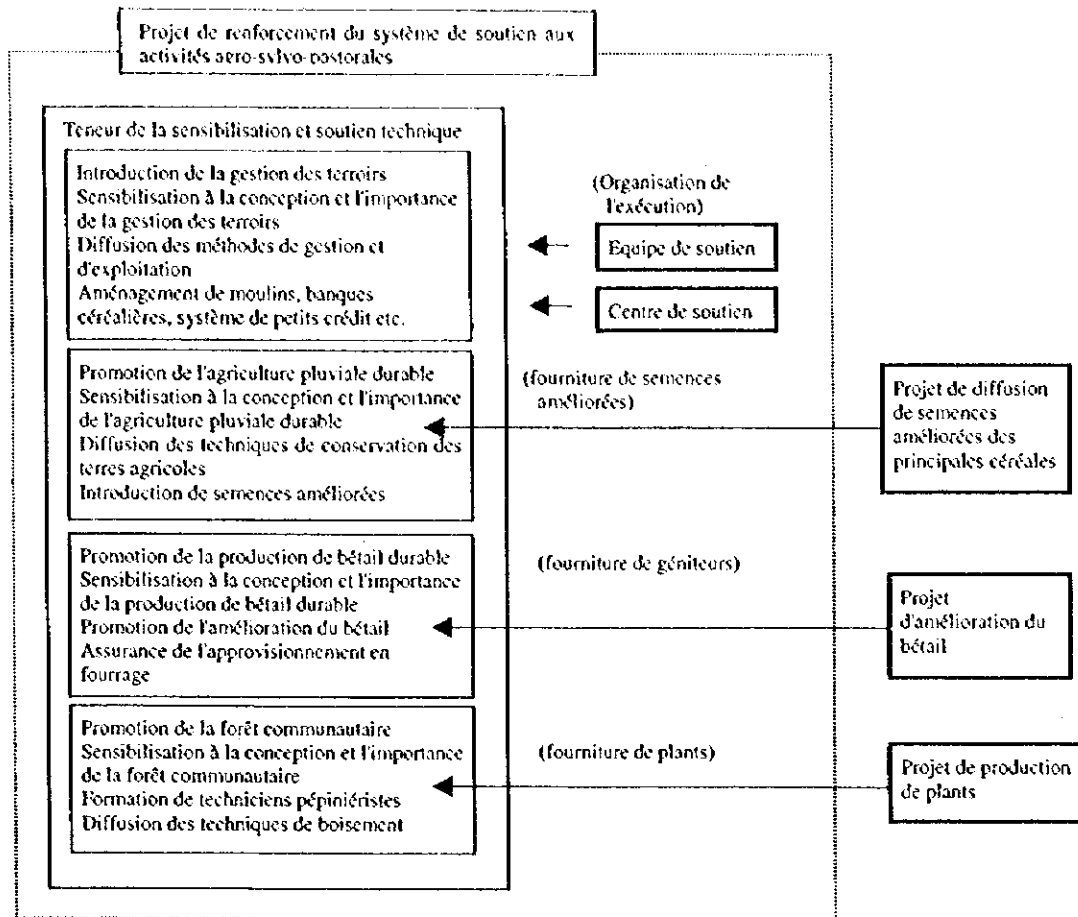 Projet de renforcement du système de soutien aux
activités agro-sylvo-pastorales
Teneur de la sensibilisation et soutien technique
Introduction de la gestion des terroirs
Sensibilisation à la conception et l'importance
de la gestion des terroirs
Diffusion des méthodes de gestion et
d'exploitation
Aménagement de moulins, banques
céréalières, système de petits crédit etc.
(Organisation de
l'exécution)
Equipe de soutien
Centre de soutien
Promotion de l'agriculture pluviale durable
Sensibilisation à la conception et l'importance
de l'agriculture pluviale durable
Diffusion des techniques de conservation des
terres agricoles
Introduction de semences améliorées
(fourniture de semences
améliorées)
Projet de diffusion
de semences
améliorées des
principales céréales
Promotion de la production de bétail durable
Sensibilisation à la conception et l'importance
de la production de bétail durable
Promotion de l'amélioration du bétail
Assurance de l'approvisionnement en
fourrage
(fourniture de géniteurs)
Projet
d'amélioration du
bétail
Promotion de la forêt communautaire
Sensibilisation à la conception et l'importance
de la forêt communautaire
Formation de techniciens pépiniéristes
Diffusion des techniques de boisement
(fourniture de plants)
Projet de production
de plants